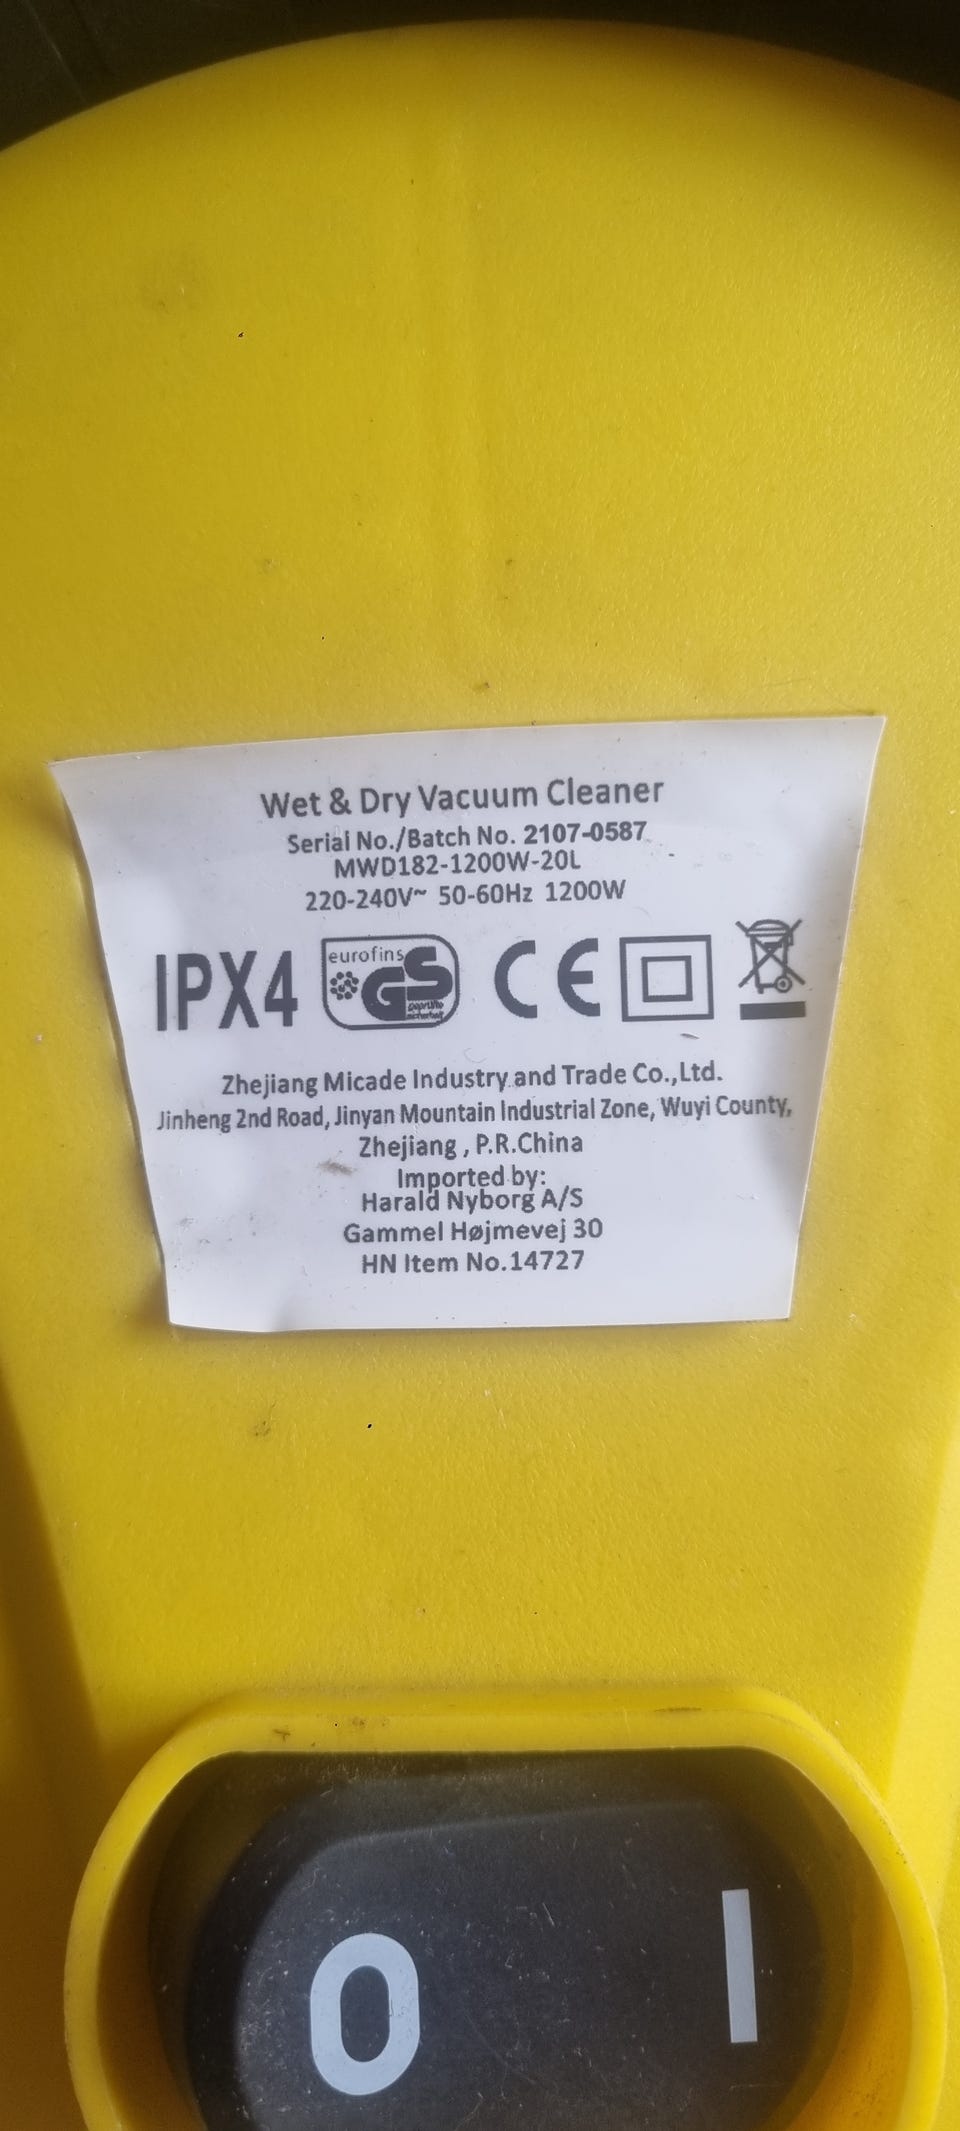 Wet & Dry Vacuum Cleaner
Serial No./Batch No. 2107-0587
MWD182-1200W-20L
220-240V~ 50-60Hz 1200W
IPX4 eurofins GS geprüfte Sicherheit CE
Zhejiang Micade Industry and Trade Co.,Ltd.
Jinheng 2nd Road, Jinyan Mountain Industrial Zone, Wuyi County,
Zhejiang , P.R.China
Imported by:
Harald Nyborg A/S
Gammel Højmevej 30
HN Item No.14727
O I